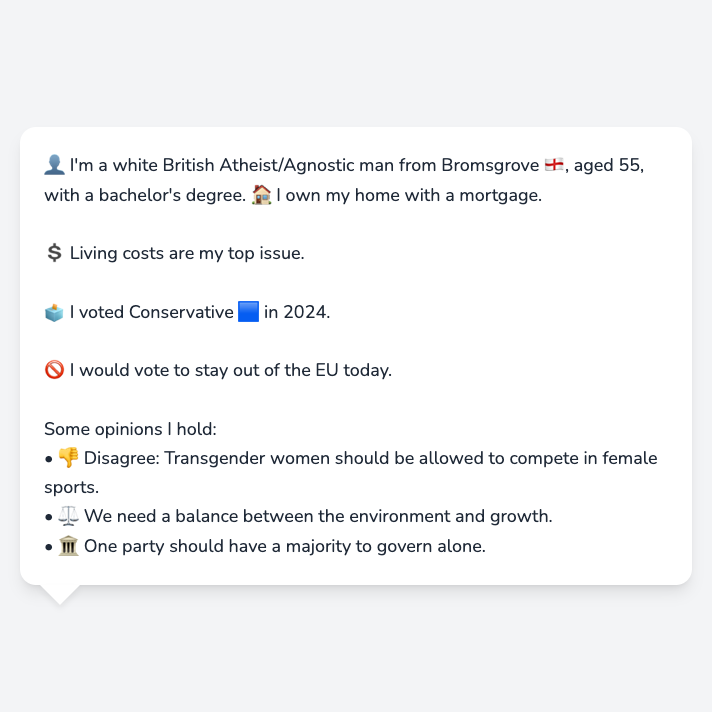 👤 I'm a white British Atheist/Agnostic man from Bromsgrove 🏴󠁧󠁢󠁥󠁮󠁧󠁿, aged 55,
with a bachelor's degree. 🏠 I own my home with a mortgage.
💲 Living costs are my top issue.
🗳️ I voted Conservative 🟦 in 2024.
🚫 I would vote to stay out of the EU today.
Some opinions I hold:
• 👎 Disagree: Transgender women should be allowed to compete in female
sports.
• ⚖️ We need a balance between the environment and growth.
• 🏛️ One party should have a majority to govern alone.